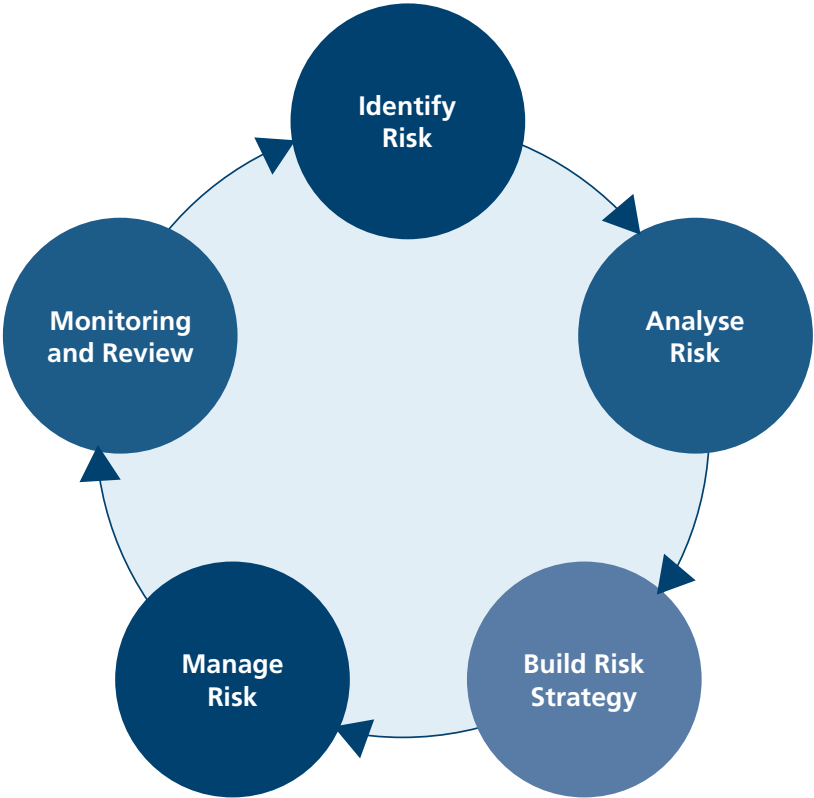 Identify
Risk
Analyse
Risk
Build Risk
Strategy
Manage
Risk
Monitoring
and Review